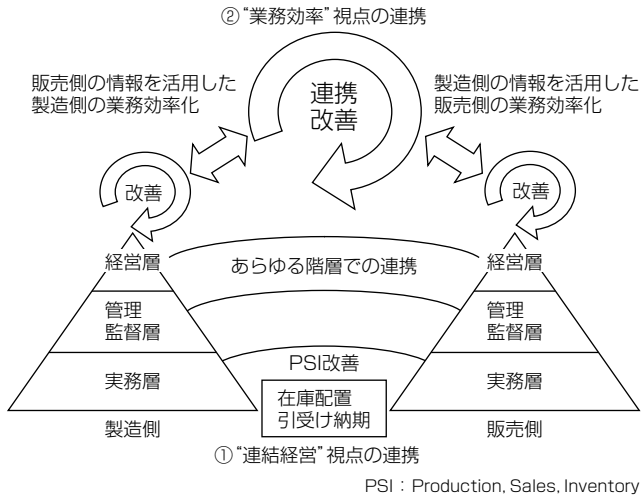 ②“業務効率”視点の連携
販売側の情報を活用した
製造側の業務効率化
連携
改善
製造側の情報を活用した
販売側の業務効率化
改善
改善
経営層
あらゆる階層での連携
経営層
管理
監督層
管理
監督層
PSI改善
実務層
在庫配置
引受け納期
実務層
製造側
販売側
①“連結経営”視点の連携
PSI：Production, Sales, Inventory